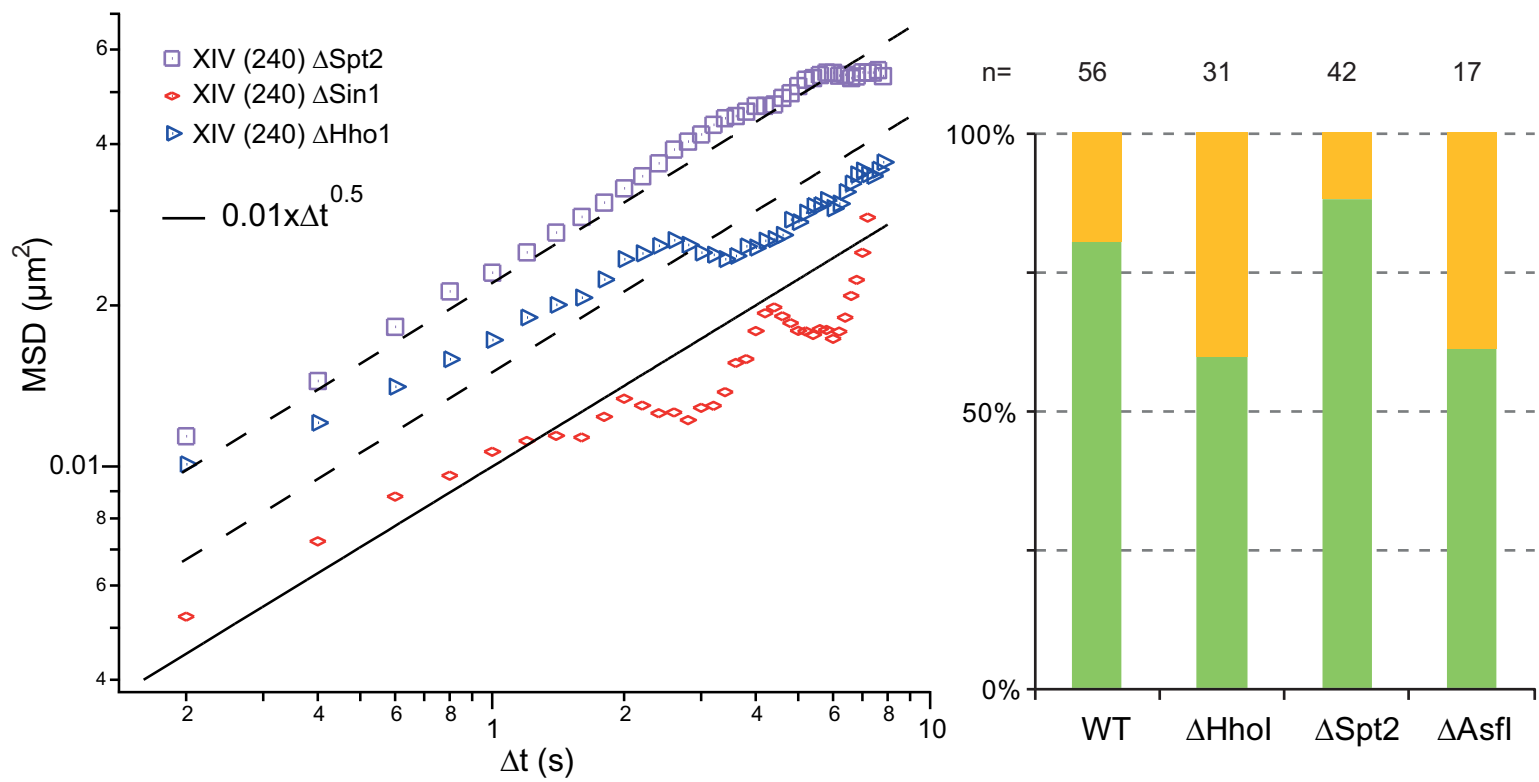 XIV (240) ΔSpt2
XIV (240) ΔSin1
XIV (240) ΔHho1
0.01xΔt^0.5
MSD (µm²)
6
4
2
0.01
8
6
4
2
4
6
8
1
2
4
6
8
10
Δt (s)
n=
56
31
42
17
100%
50%
0%
WT
ΔHhoI
ΔSpt2
ΔAsfI